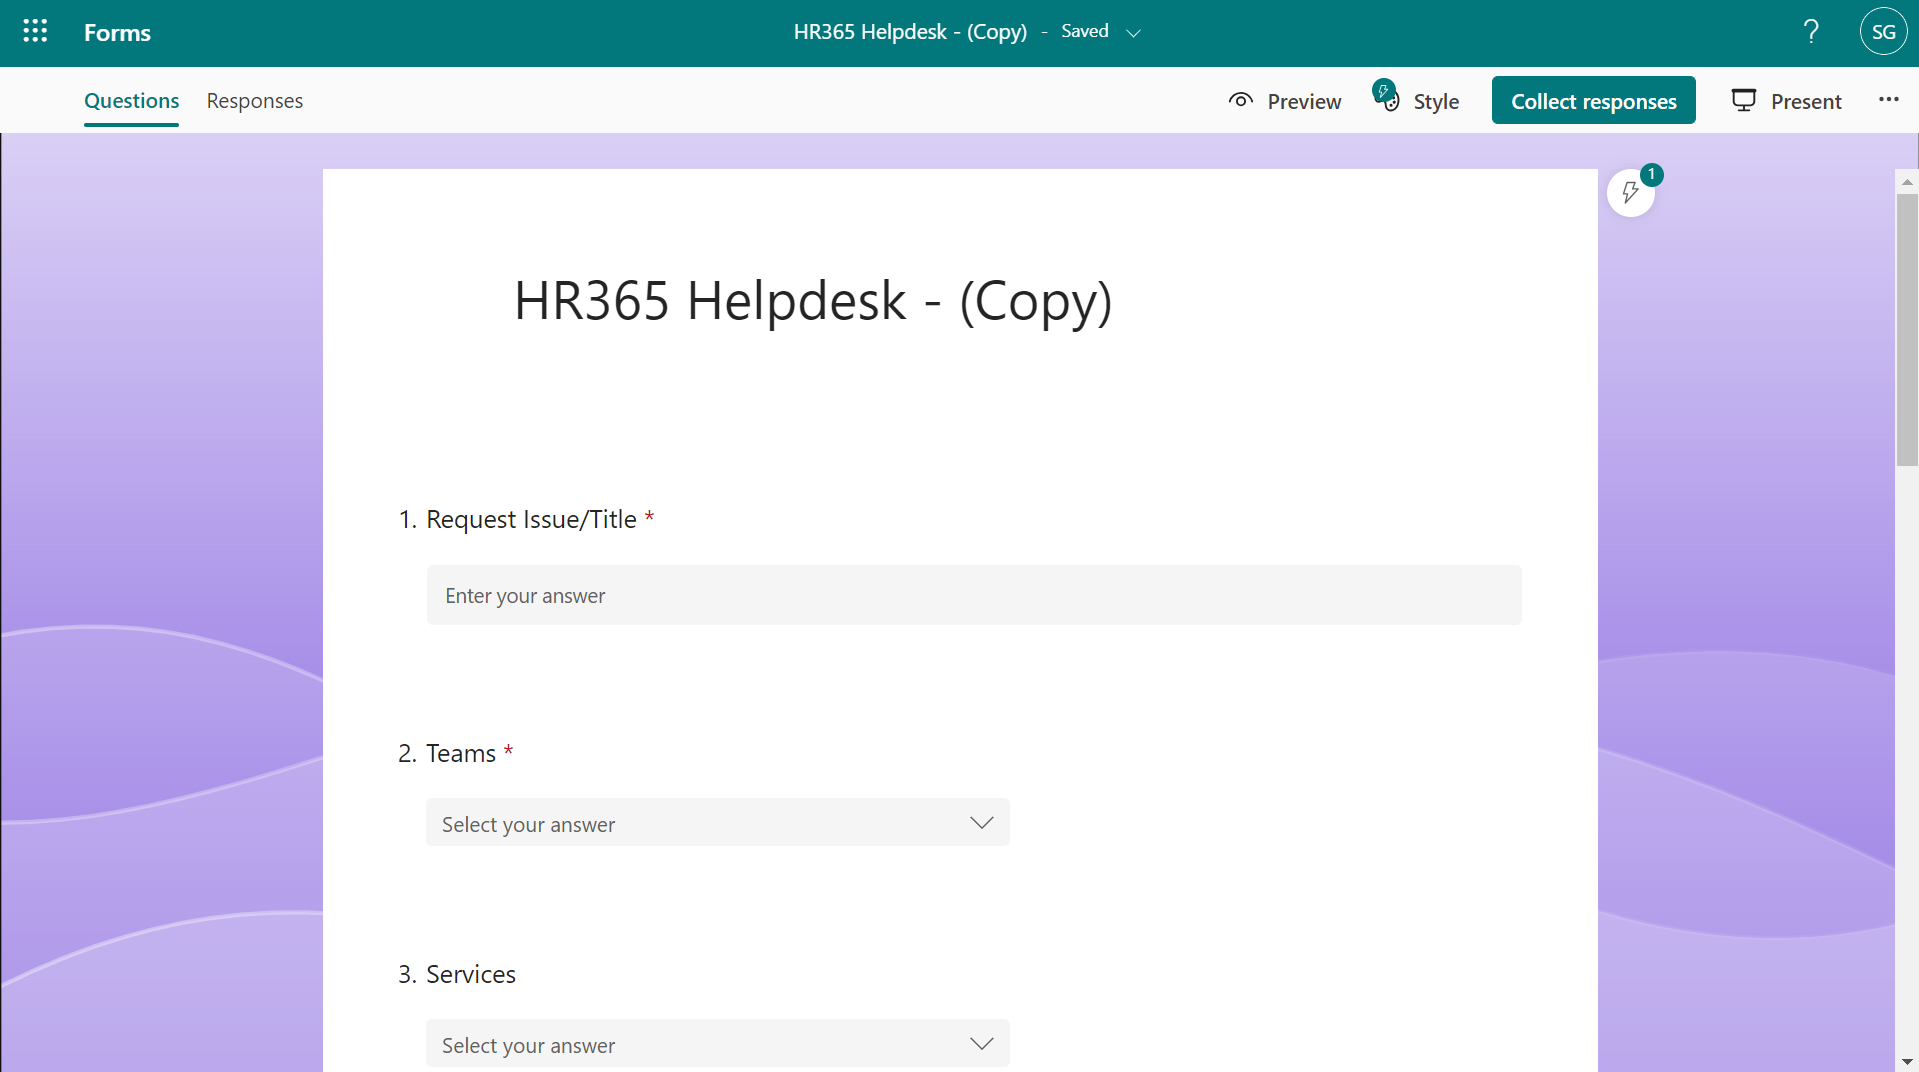 Forms
HR365 Helpdesk - (Copy) - Saved
?
SG
Questions
Responses
Preview
Style
Collect responses
Present
...
1
HR365 Helpdesk - (Copy)
1. Request Issue/Title *
Enter your answer
2. Teams *
Select your answer
3. Services
Select your answer